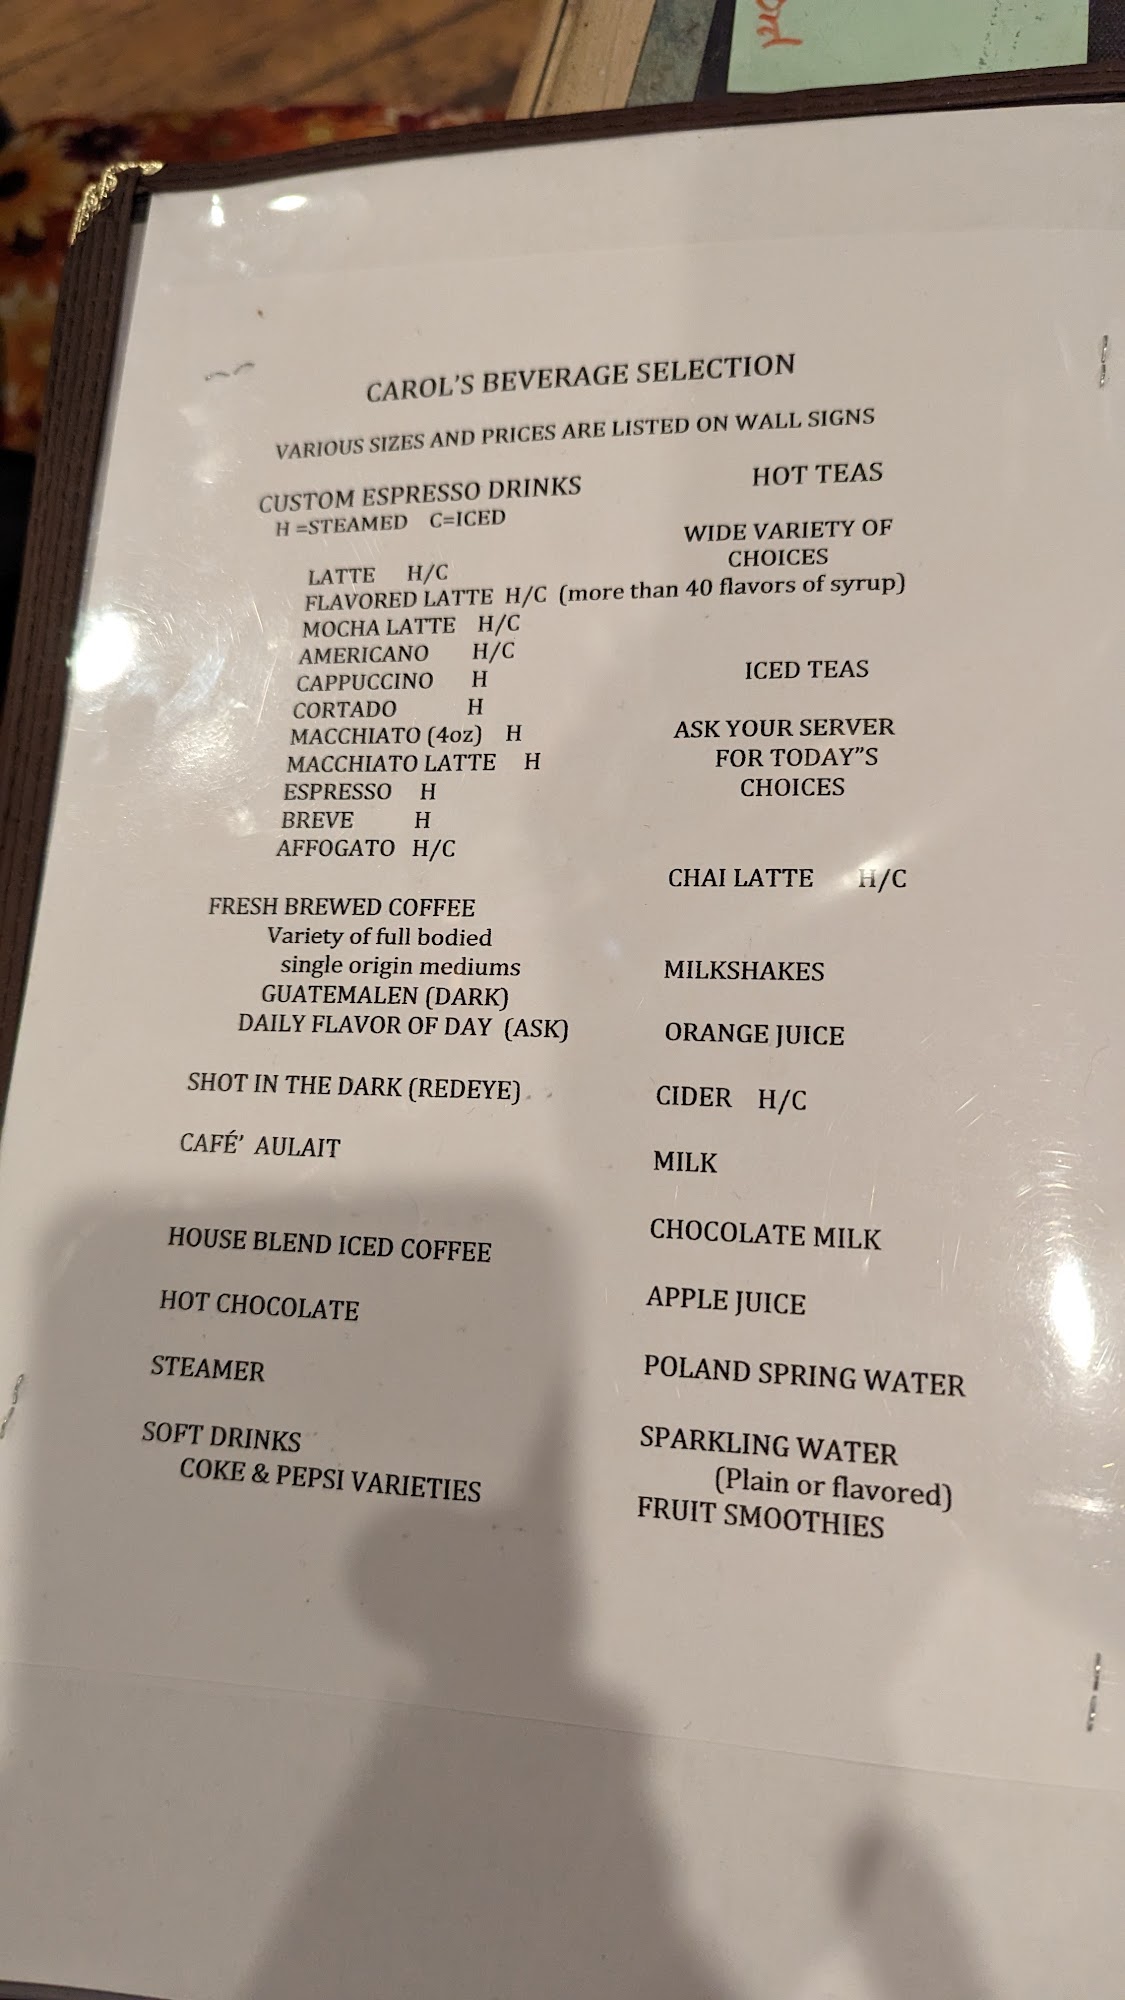 CAROL'S BEVERAGE SELECTION
VARIOUS SIZES AND PRICES ARE LISTED ON WALL SIGNS
CUSTOM ESPRESSO DRINKS
H =STEAMED C=ICED
LATTE H/C
FLAVORED LATTE H/C (more than 40 flavors of syrup)
MOCHA LATTE H/C
AMERICANO H/C
CAPPUCCINO H
CORTADO H
MACCHIATO (4oz) H
MACCHIATO LATTE H
ESPRESSO H
BREVE H
AFFOGATO H/C
FRESH BREWED COFFEE
Variety of full bodied
single origin mediums
GUATEMALEN (DARK)
DAILY FLAVOR OF DAY (ASK)
SHOT IN THE DARK (REDEYE)
CAFÉ' AULAIT
HOUSE BLEND ICED COFFEE
HOT CHOCOLATE
STEAMER
SOFT DRINKS
COKE & PEPSI VARIETIES
HOT TEAS
WIDE VARIETY OF
CHOICES
ICED TEAS
ASK YOUR SERVER
FOR TODAY"S
CHOICES
CHAI LATTE H/C
MILKSHAKES
ORANGE JUICE
CIDER H/C
MILK
CHOCOLATE MILK
APPLE JUICE
POLAND SPRING WATER
SPARKLING WATER
(Plain or flavored)
FRUIT SMOOTHIES